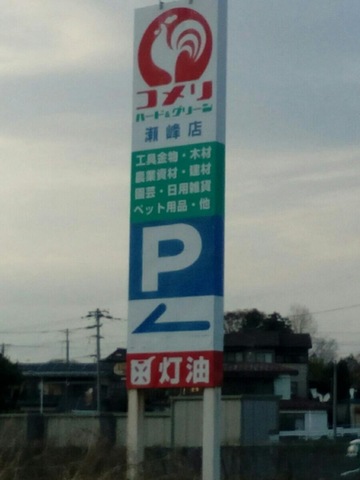 コメリ
ハード&グリーン
瀬峰店
工具金物・木材
農業資材・建材
園芸・日用雑貨
ペット用品・他
P
灯油